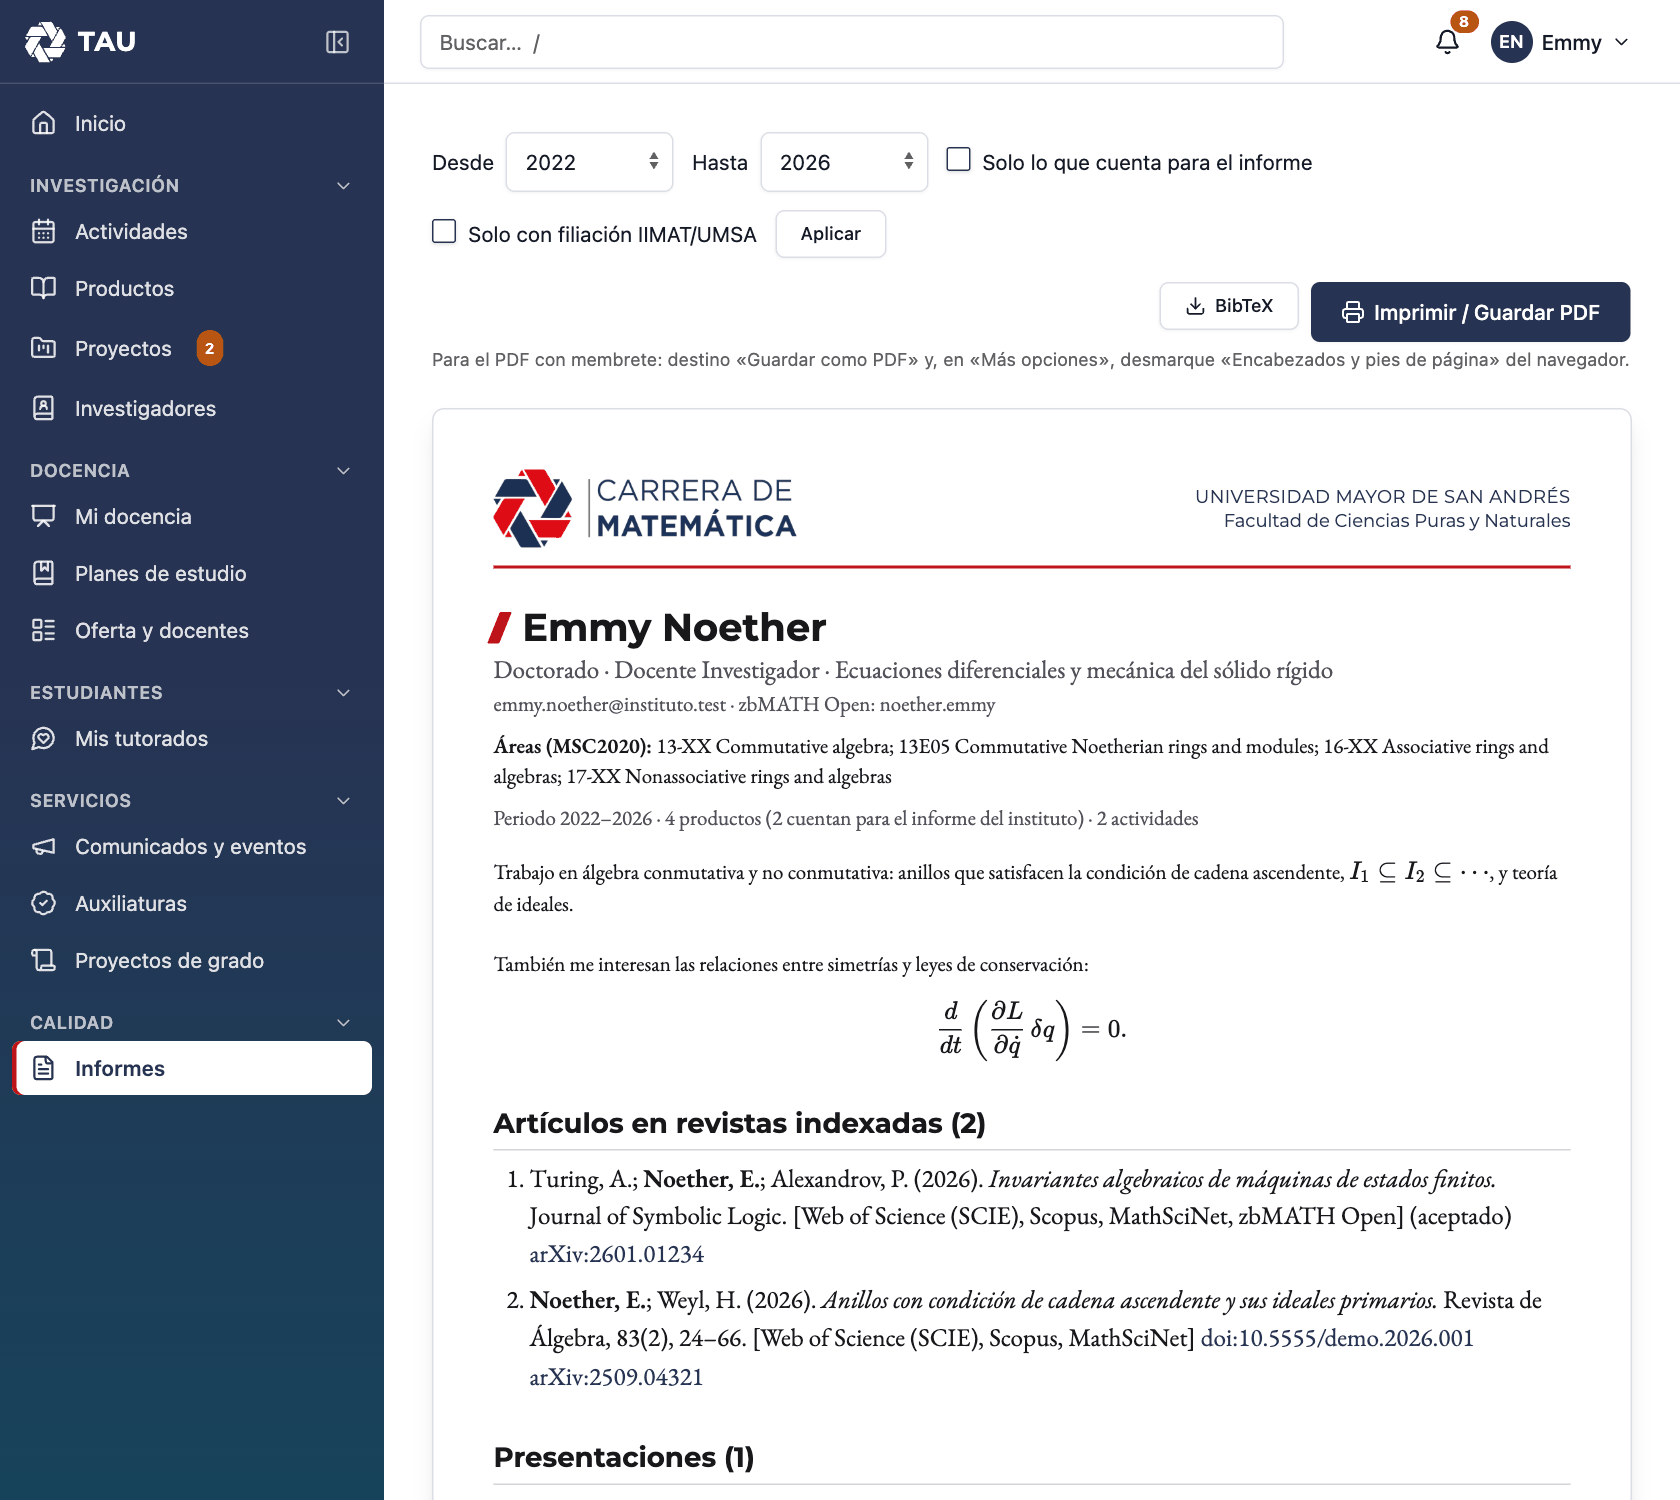 TAU
Buscar... /
8
EN Emmy
Inicio
INVESTIGACIÓN
Actividades
Productos
Proyectos 2
Investigadores
DOCENCIA
Mi docencia
Planes de estudio
Oferta y docentes
ESTUDIANTES
Mis tutorados
SERVICIOS
Comunicados y eventos
Auxiliaturas
Proyectos de grado
CALIDAD
Informes
Desde 2022 Hasta 2026 Solo lo que cuenta para el informe
Solo con filiación IIMAT/UMSA Aplicar
BibTeX Imprimir / Guardar PDF
Para el PDF con membrete: destino «Guardar como PDF» y, en «Más opciones», desmarque «Encabezados y pies de página» del navegador.
CARRERA DE
MATEMÁTICA
UNIVERSIDAD MAYOR DE SAN ANDRÉS
Facultad de Ciencias Puras y Naturales
Emmy Noether
Doctorado · Docente Investigador · Ecuaciones diferenciales y mecánica del sólido rígido
emmy.noether@instituto.test · zbMATH Open: noether.emmy
Áreas (MSC2020): 13-XX Commutative algebra; 13E05 Commutative Noetherian rings and modules; 16-XX Associative rings and
algebras; 17-XX Nonassociative rings and algebras
Periodo 2022–2026 · 4 productos (2 cuentan para el informe del instituto) · 2 actividades
Trabajo en álgebra conmutativa y no conmutativa: anillos que satisfacen la condición de cadena ascendente, I₁ ⊆ I₂ ⊆ ···, y teoría
de ideales.
También me interesan las relaciones entre simetrías y leyes de conservación:
d/dt (∂L/∂q̇ δq) = 0.
Artículos en revistas indexadas (2)
1. Turing, A.; Noether, E.; Alexandrov, P. (2026). Invariantes algebraicos de máquinas de estados finitos.
Journal of Symbolic Logic. [Web of Science (SCIE), Scopus, MathSciNet, zbMATH Open] (aceptado)
arXiv:2601.01234
2. Noether, E.; Weyl, H. (2026). Anillos con condición de cadena ascendente y sus ideales primarios. Revista de
Álgebra, 83(2), 24–66. [Web of Science (SCIE), Scopus, MathSciNet] doi:10.5555/demo.2026.001
arXiv:2509.04321
Presentaciones (1)